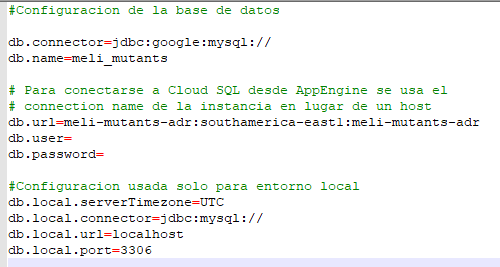 #Configuracion de la base de datos
db.connector=jdbc:google:mysql://
db.name=meli_mutants
# Para conectarse a Cloud SQL desde AppEngine se usa el
# connection name de la instancia en lugar de un host
db.url=meli-mutants-adr:southamerica-east1:meli-mutants-adr
db.user=
db.password=
#Configuracion usada solo para entorno local
db.local.serverTimezone=UTC
db.local.connector=jdbc:mysql://
db.local.url=localhost
db.local.port=3306